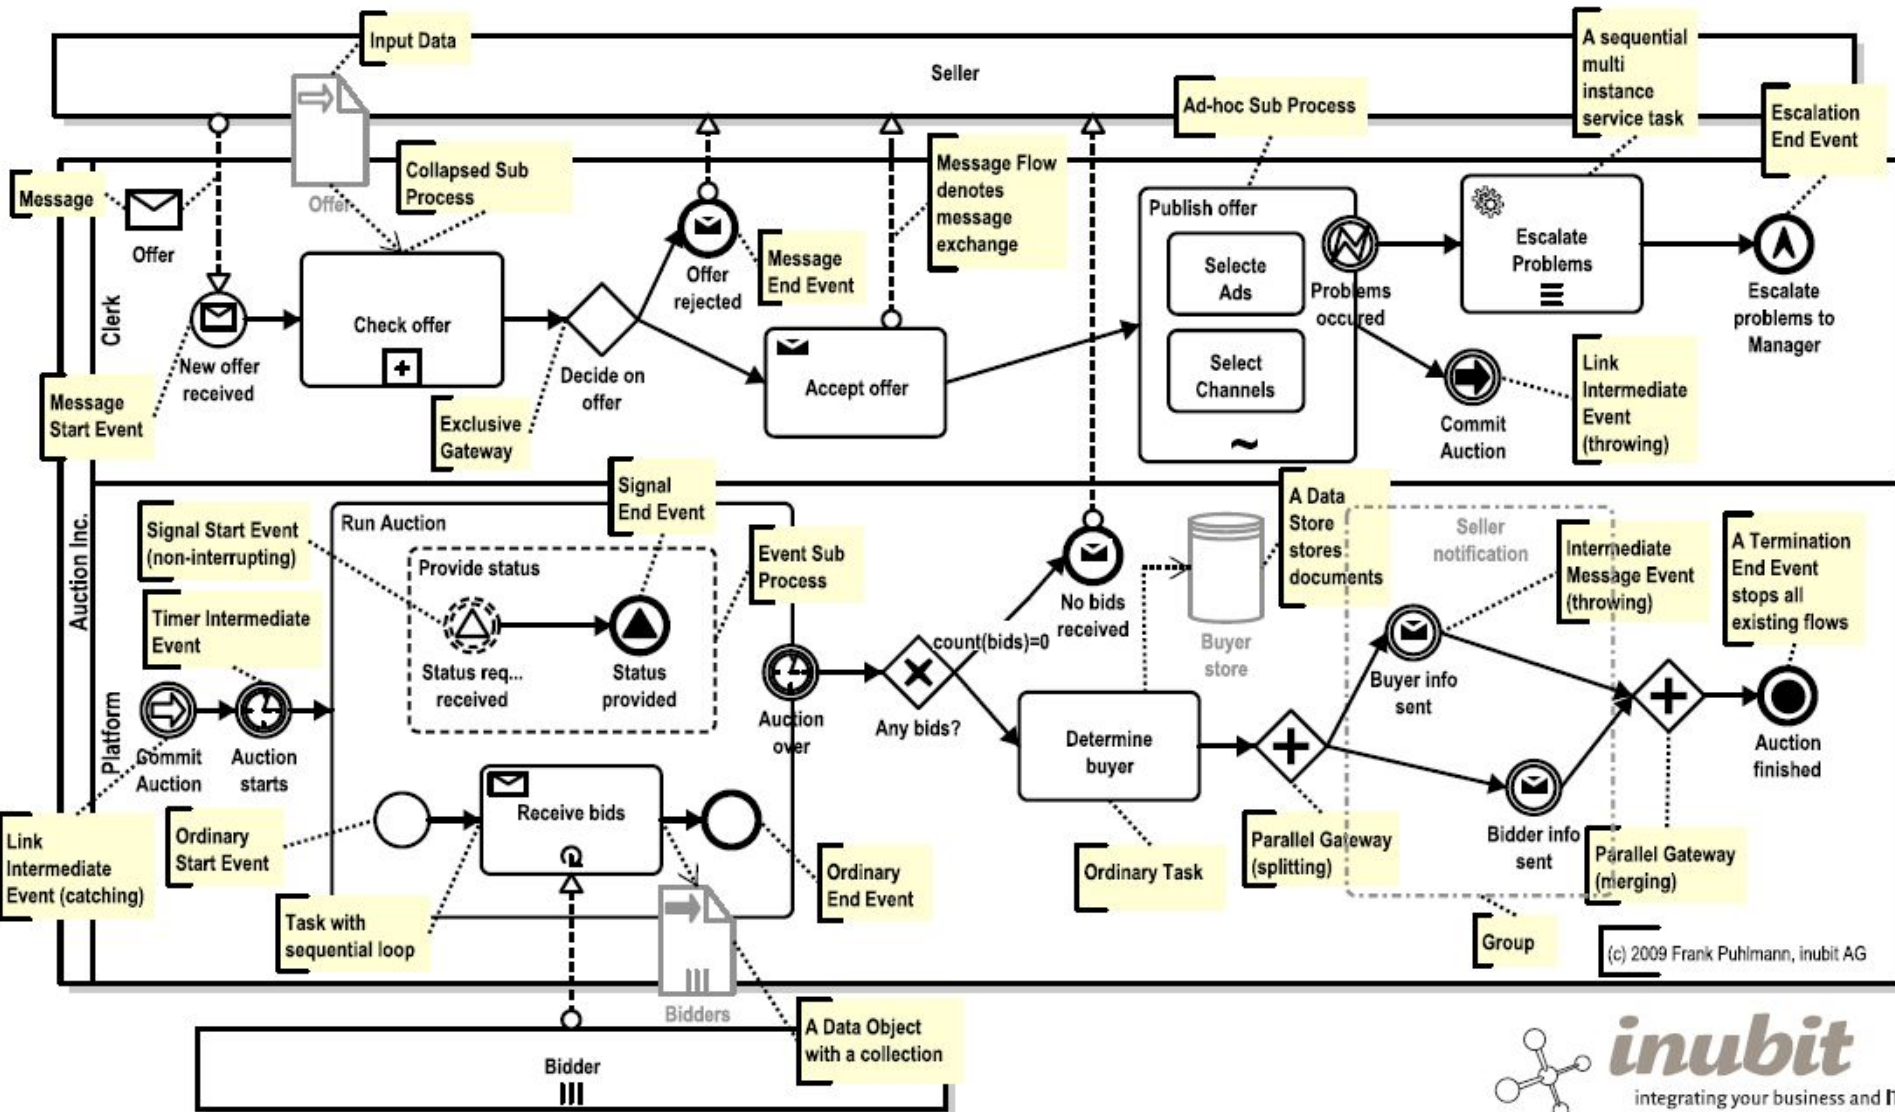 Input Data
Seller
A sequential
multi
instance
service task
Ad-hoc Sub Process
Escalation
End Event
Message
Offer
Offer
Collapsed Sub
Process
Message Flow
denotes
message
exchange
Clerk
New offer
received
Message
Start Event
Check offer
Exclusive
Gateway
Decide on
offer
Offer
rejected
Message
End Event
Accept offer
Publish offer
Selecte
Ads
Select
Channels
~
Problems
occured
Escalate
Problems
Escalate
problems to
Manager
Commit
Auction
Link
Intermediate
Event
(throwing)
Auction Inc.
Platform
Signal Start Event
(non-interrupting)
Timer Intermediate
Event
Commit
Auction
Auction
starts
Link
Intermediate
Event (catching)
Ordinary
Start Event
Run Auction
Signal
End Event
Provide status
Status req...
received
Status
provided
Event Sub
Process
Receive bids
Task with
sequential loop
Ordinary
End Event
Auction
over
Any bids?
count(bids)=0
No bids
received
Determine
buyer
Ordinary Task
Buyer
store
A Data
Store
stores
documents
Parallel Gateway
(splitting)
Seller
notification
Intermediate
Message Event
(throwing)
Buyer info
sent
Bidder info
sent
Parallel Gateway
(merging)
Group
A Termination
End Event
stops all
existing flows
Auction
finished
(c) 2009 Frank Puhlmann, inubit AG
Bidders
A Data Object
with a collection
Bidder
inubit
integrating your business and IT